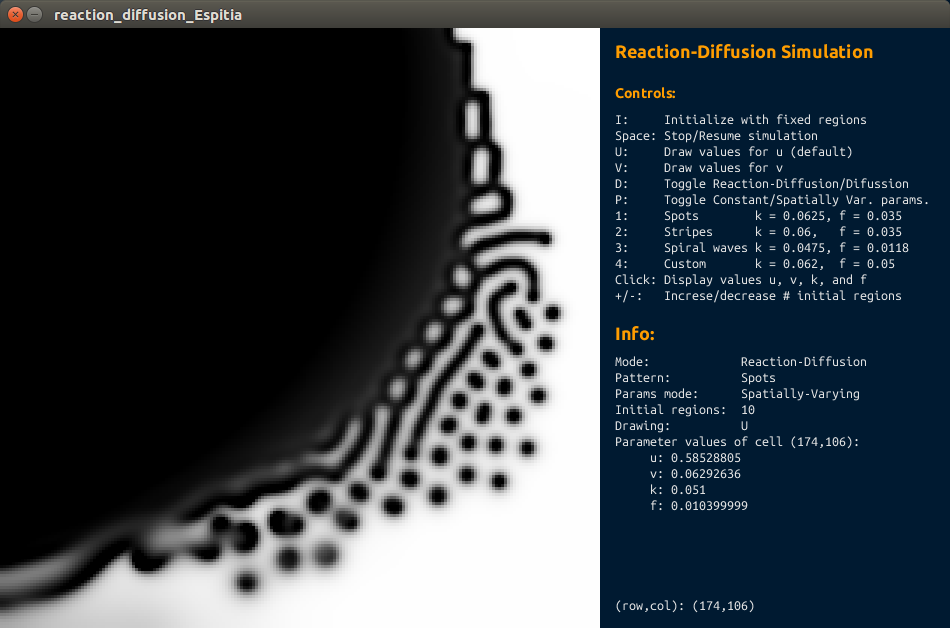 reaction_diffusion_Espitia
Reaction-Diffusion Simulation
Controls:
I: Initialize with fixed regions
Space: Stop/Resume simulation
U: Draw values for u (default)
V: Draw values for v
D: Toggle Reaction-Diffusion/Difussion
P: Toggle Constant/Spatially Var. params.
1: Spots k = 0.0625, f = 0.035
2: Stripes k = 0.06, f = 0.035
3: Spiral waves k = 0.0475, f = 0.0118
4: Custom k = 0.062, f = 0.05
Click: Display values u, v, k, and f
+/-: Increse/decrease # initial regions
Info:
Mode: Reaction-Diffusion
Pattern: Spots
Params mode: Spatially-Varying
Initial regions: 10
Drawing: U
Parameter values of cell (174,106):
u: 0.58528805
v: 0.06292636
k: 0.051
f: 0.010399999
(row,col): (174,106)